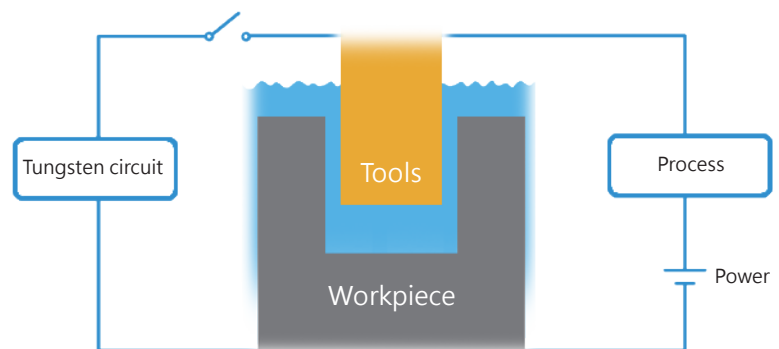 Tungsten circuit
Tools
Process
Workpiece
Power